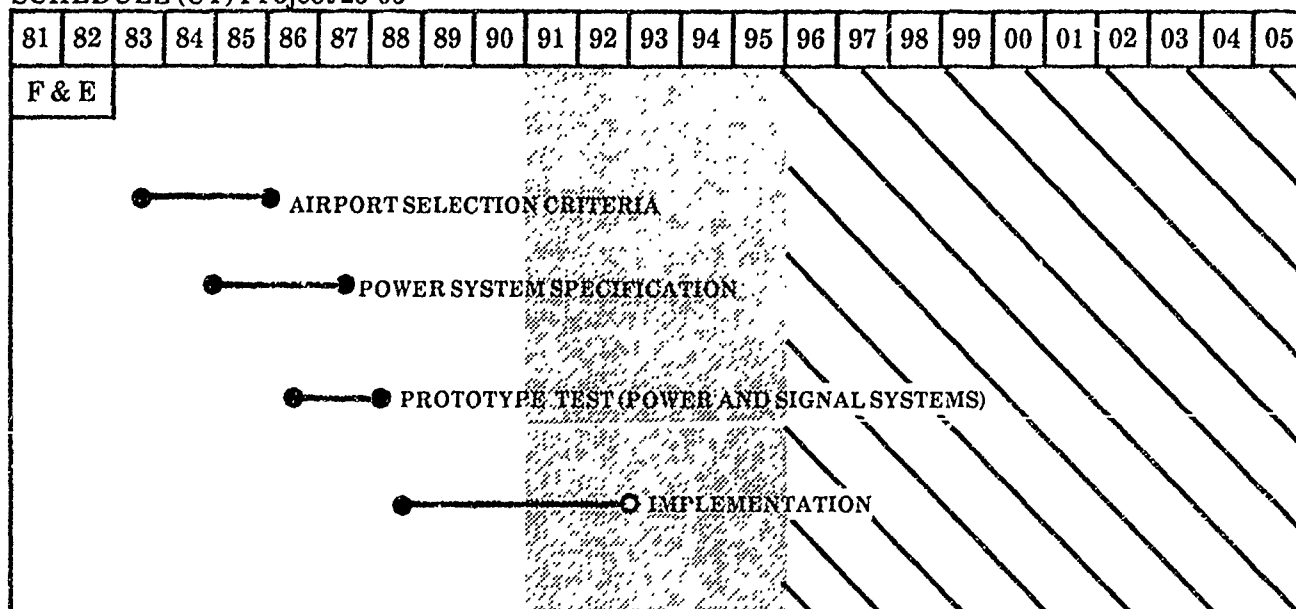 81 82 83 84 85 86 87 88 89 90 91 92 93 94 95 96 97 98 99 00 01 02 03 04 05
F & E
AIRPORT SELECTION CRITERIA
POWER SYSTEM SPECIFICATION
PROTOTYPE TEST (POWER AND SIGNAL SYSTEMS)
IMPLEMENTATION